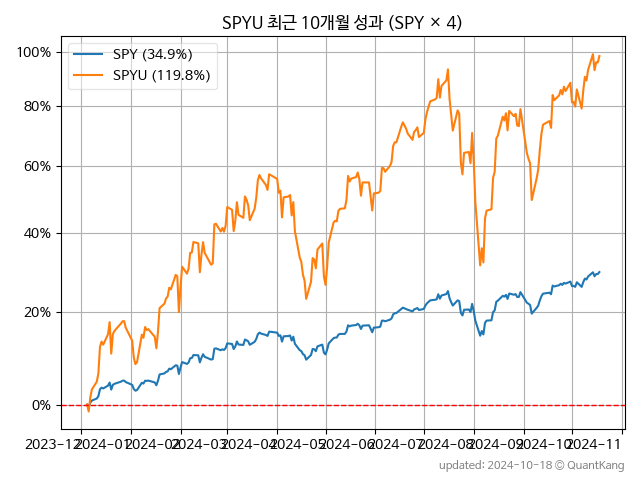 SPYU 최근 10개월 성과 (SPY × 4)
SPY (34.9%)
SPYU (119.8%)
100%
80%
60%
40%
20%
0%
2023-12 2024-01 2024-02 2024-03 2024-04 2024-05 2024-06 2024-07 2024-08 2024-09 2024-10 2024-11
updated: 2024-10-18 © QuantKang